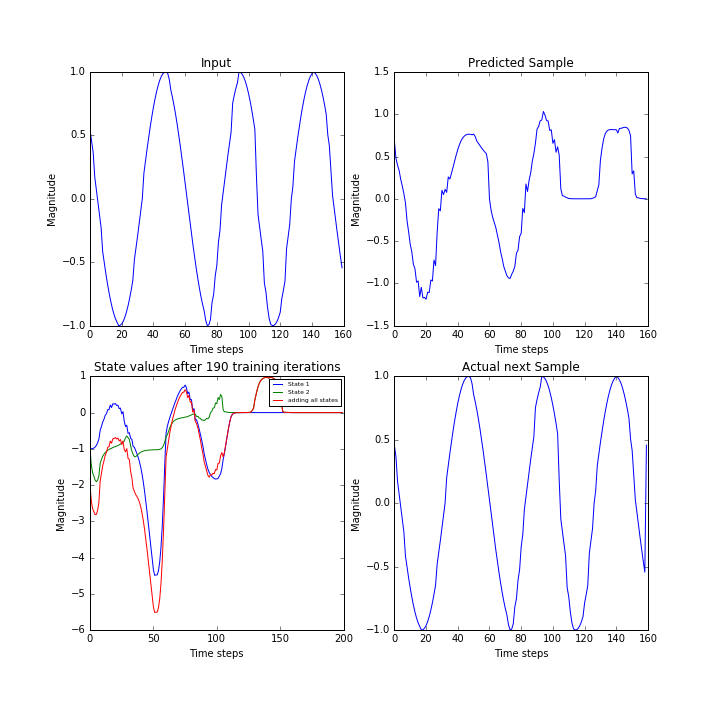 Input
1.0
0.5
0.0
−0.5
−1.0
Magnitude
0 20 40 60 80 100 120 140 160
Time steps
Predicted Sample
1.5
1.0
0.5
0.0
−0.5
−1.0
−1.5
Magnitude
0 20 40 60 80 100 120 140 160
Time steps
State values after 190 training iterations
1
0
−1
−2
−3
−4
−5
−6
Magnitude
State 1
State 2
adding all states
0 50 100 150 200
Time steps
Actual next Sample
1.0
0.5
0.0
−0.5
−1.0
Magnitude
0 20 40 60 80 100 120 140 160
Time steps